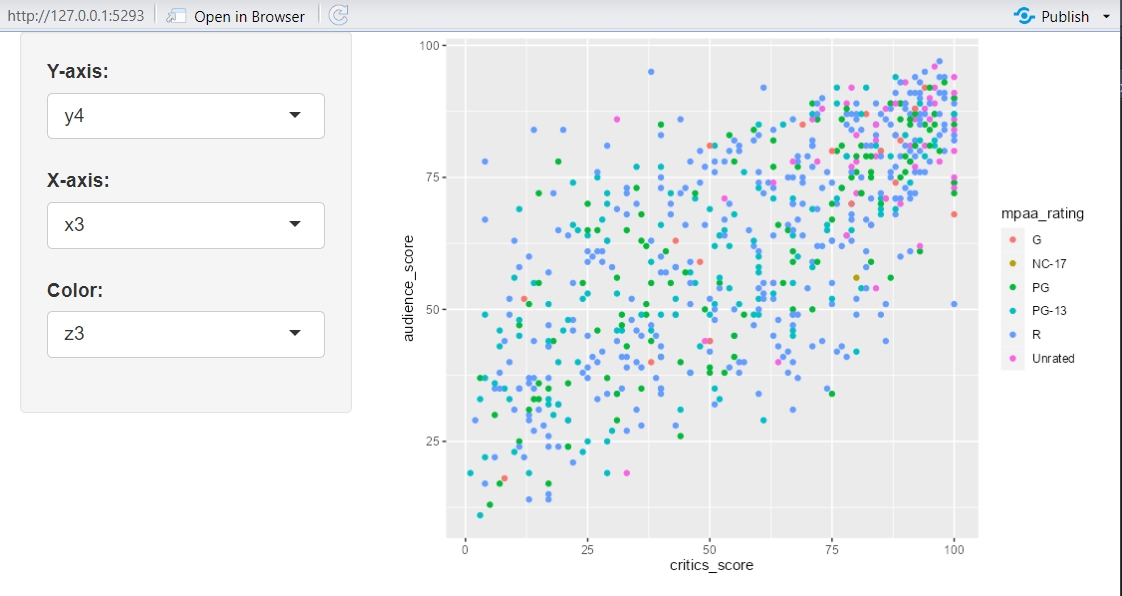 http://127.0.0.1:5293 Open in Browser Publish
Y-axis:
y4
X-axis:
x3
Color:
z3
audience_score
100
75
50
25
0 25 50 75 100
critics_score
mpaa_rating
G
NC-17
PG
PG-13
R
Unrated